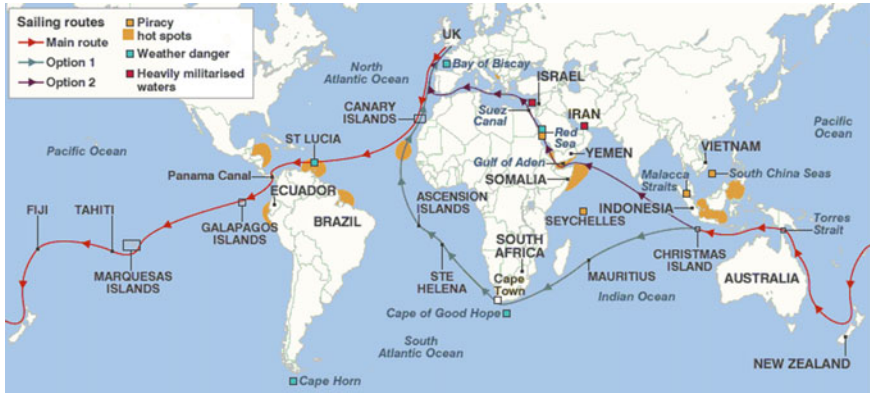 Sailing routes
Main route
Option 1
Option 2
Piracy
hot spots
Weather danger
Heavily militarised
waters
UK
Bay of Biscay
North
Atlantic Ocean
ISRAEL
CANARY
ISLANDS
Suez
Canal
IRAN
Pacific
Ocean
ST LUCIA
Red
Sea
VIETNAM
Pacific Ocean
YEMEN
Malacca
Straits
South China Seas
Panama Canal
Gulf of Aden
SOMALIA
ECUADOR
ASCENSION
ISLANDS
INDONESIA
FIJI
TAHITI
BRAZIL
SEYCHELLES
Torres
Strait
GALAPAGOS
ISLANDS
SOUTH
AFRICA
CHRISTMAS
ISLAND
MARQUESAS
ISLANDS
STE
HELENA
MAURITIUS
AUSTRALIA
Cape
Town
Indian Ocean
Cape of Good Hope
South
Atlantic Ocean
NEW ZEALAND
Cape Horn